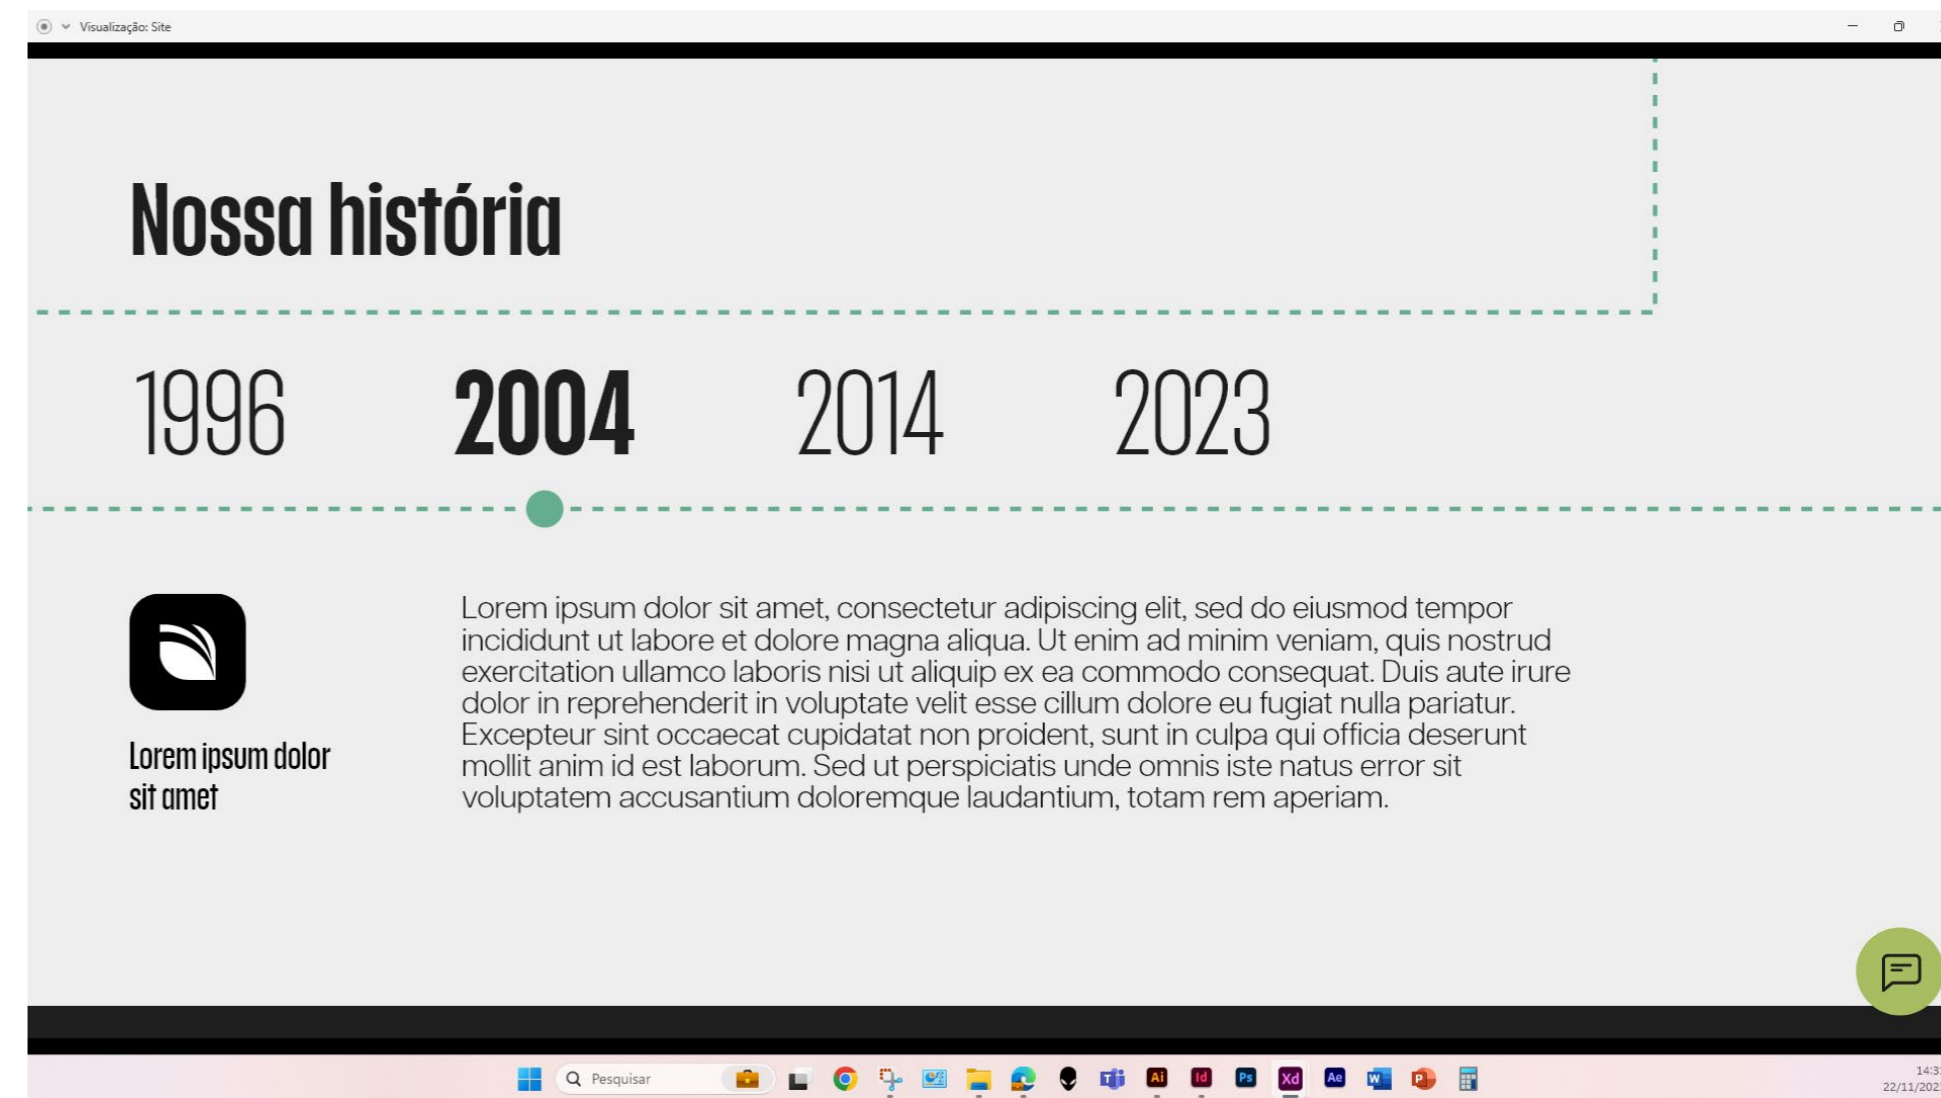 Visualização: Site
Nossa história
1996 2004 2014 2023
Lorem ipsum dolor
sit amet
Lorem ipsum dolor sit amet, consectetur adipiscing elit, sed do eiusmod tempor
incididunt ut labore et dolore magna aliqua. Ut enim ad minim veniam, quis nostrud
exercitation ullamco laboris nisi ut aliquip ex ea commodo consequat. Duis aute irure
dolor in reprehenderit in voluptate velit esse cillum dolore eu fugiat nulla pariatur.
Excepteur sint occaecat cupidatat non proident, sunt in culpa qui officia deserunt
mollit anim id est laborum. Sed ut perspiciatis unde omnis iste natus error sit
voluptatem accusantium doloremque laudantium, totam rem aperiam.
Pesquisar
Ai Id Ps Xd Ae W P